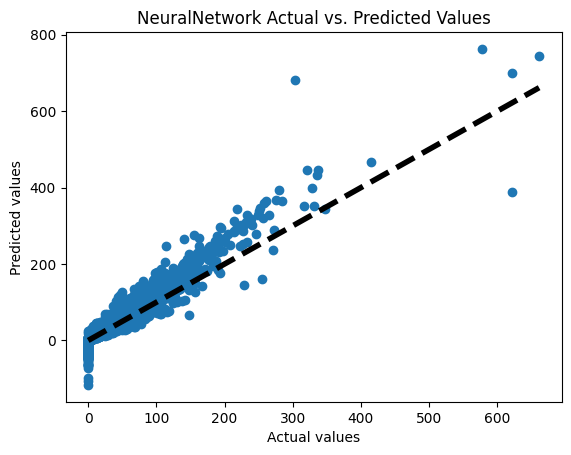 NeuralNetwork Actual vs. Predicted Values
800
600
400
200
0
Predicted values
0 100 200 300 400 500 600
Actual values